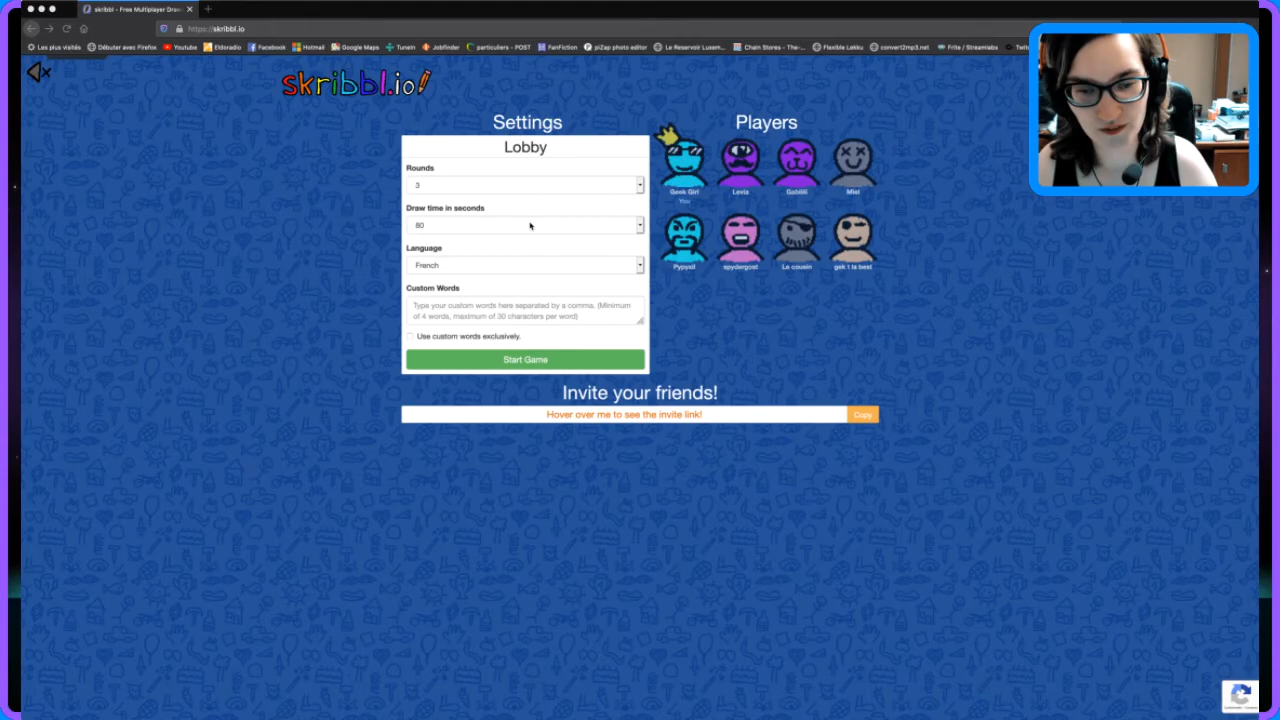 skribbl - Free Multiplayer Draw
https://skribbl.io
Les plus visités
Débuter avec Firefox
Youtube
Eldoradio
Facebook
Hotmail
Google Maps
TuneIn
Jobfinder
particuliers - POST
FanFiction
piZap photo editor
Le Reservoir Luxem...
Chain Stores - The-...
Flexible Lekku
convert2mp3.net
Frite / Streamlabs
Twit
skribbl.io
Settings
Players
Lobby
Rounds
3
Geek Girl
Levia
Gabiiiii
Mist
You
Draw time in seconds
80
Language
French
Pypyxil
spydergost
La cousin
gek t la best
Custom Words
Type your custom words here separated by a comma. (Minimum
of 4 words, maximum of 30 characters per word)
Use custom words exclusively.
Start Game
Invite your friends!
Hover over me to see the invite link!
Copy